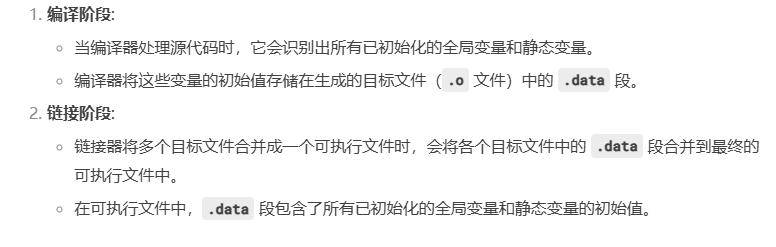 1. 编译阶段:
◦ 当编译器处理源代码时，它会识别出所有已初始化的全局变量和静态变量。
◦ 编译器将这些变量的初始值存储在生成的目标文件（.o 文件）中的 .data 段。
2. 链接阶段:
◦ 链接器将多个目标文件合并成一个可执行文件时，会将各个目标文件中的 .data 段合并到最终的
可执行文件中。
◦ 在可执行文件中，.data 段包含了所有已初始化的全局变量和静态变量的初始值。